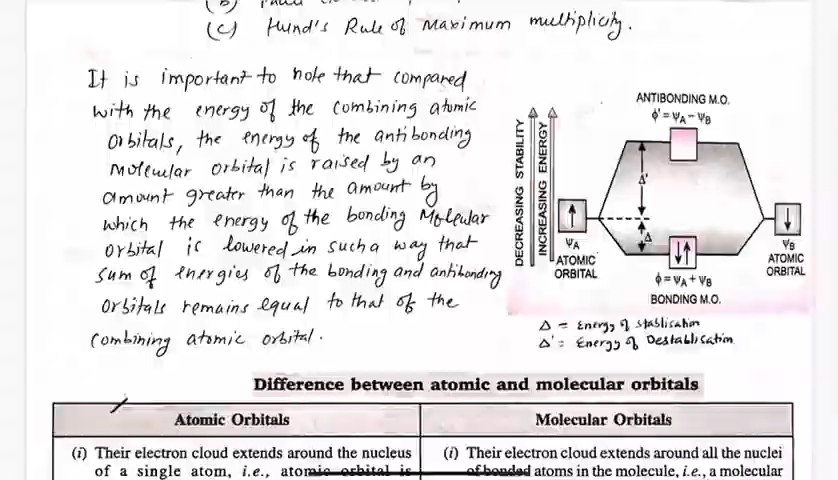 (c) Hund's Rule of Maximum multiplicity.
It is important to note that compared
with the energy of the combining atomic
orbitals, the energy of the antibonding
Molecular orbital is raised by an
amount greater than the amount by
which the energy of the bonding Molecular
orbital is lowered in such a way that
sum of energies of the bonding and antibonding
orbitals remains equal to that of the
combining atomic orbital.
ANTIBONDING M.O.
ϕ' = ψA − ψB
DECREASING STABILITY
INCREASING ENERGY
Δ'
Δ
ψA
ATOMIC
ORBITAL
ψB
ATOMIC
ORBITAL
ϕ = ψA + ψB
BONDING M.O.
Δ = Energy of stablisation
Δ' = Energy of Destablisation
Difference between atomic and molecular orbitals
Atomic Orbitals
(i) Their electron cloud extends around the nucleus
of a single atom, i.e., atomic orbital is
Molecular Orbitals
(i) Their electron cloud extends around all the nuclei
of bonded atoms in the molecule, i.e., a molecular